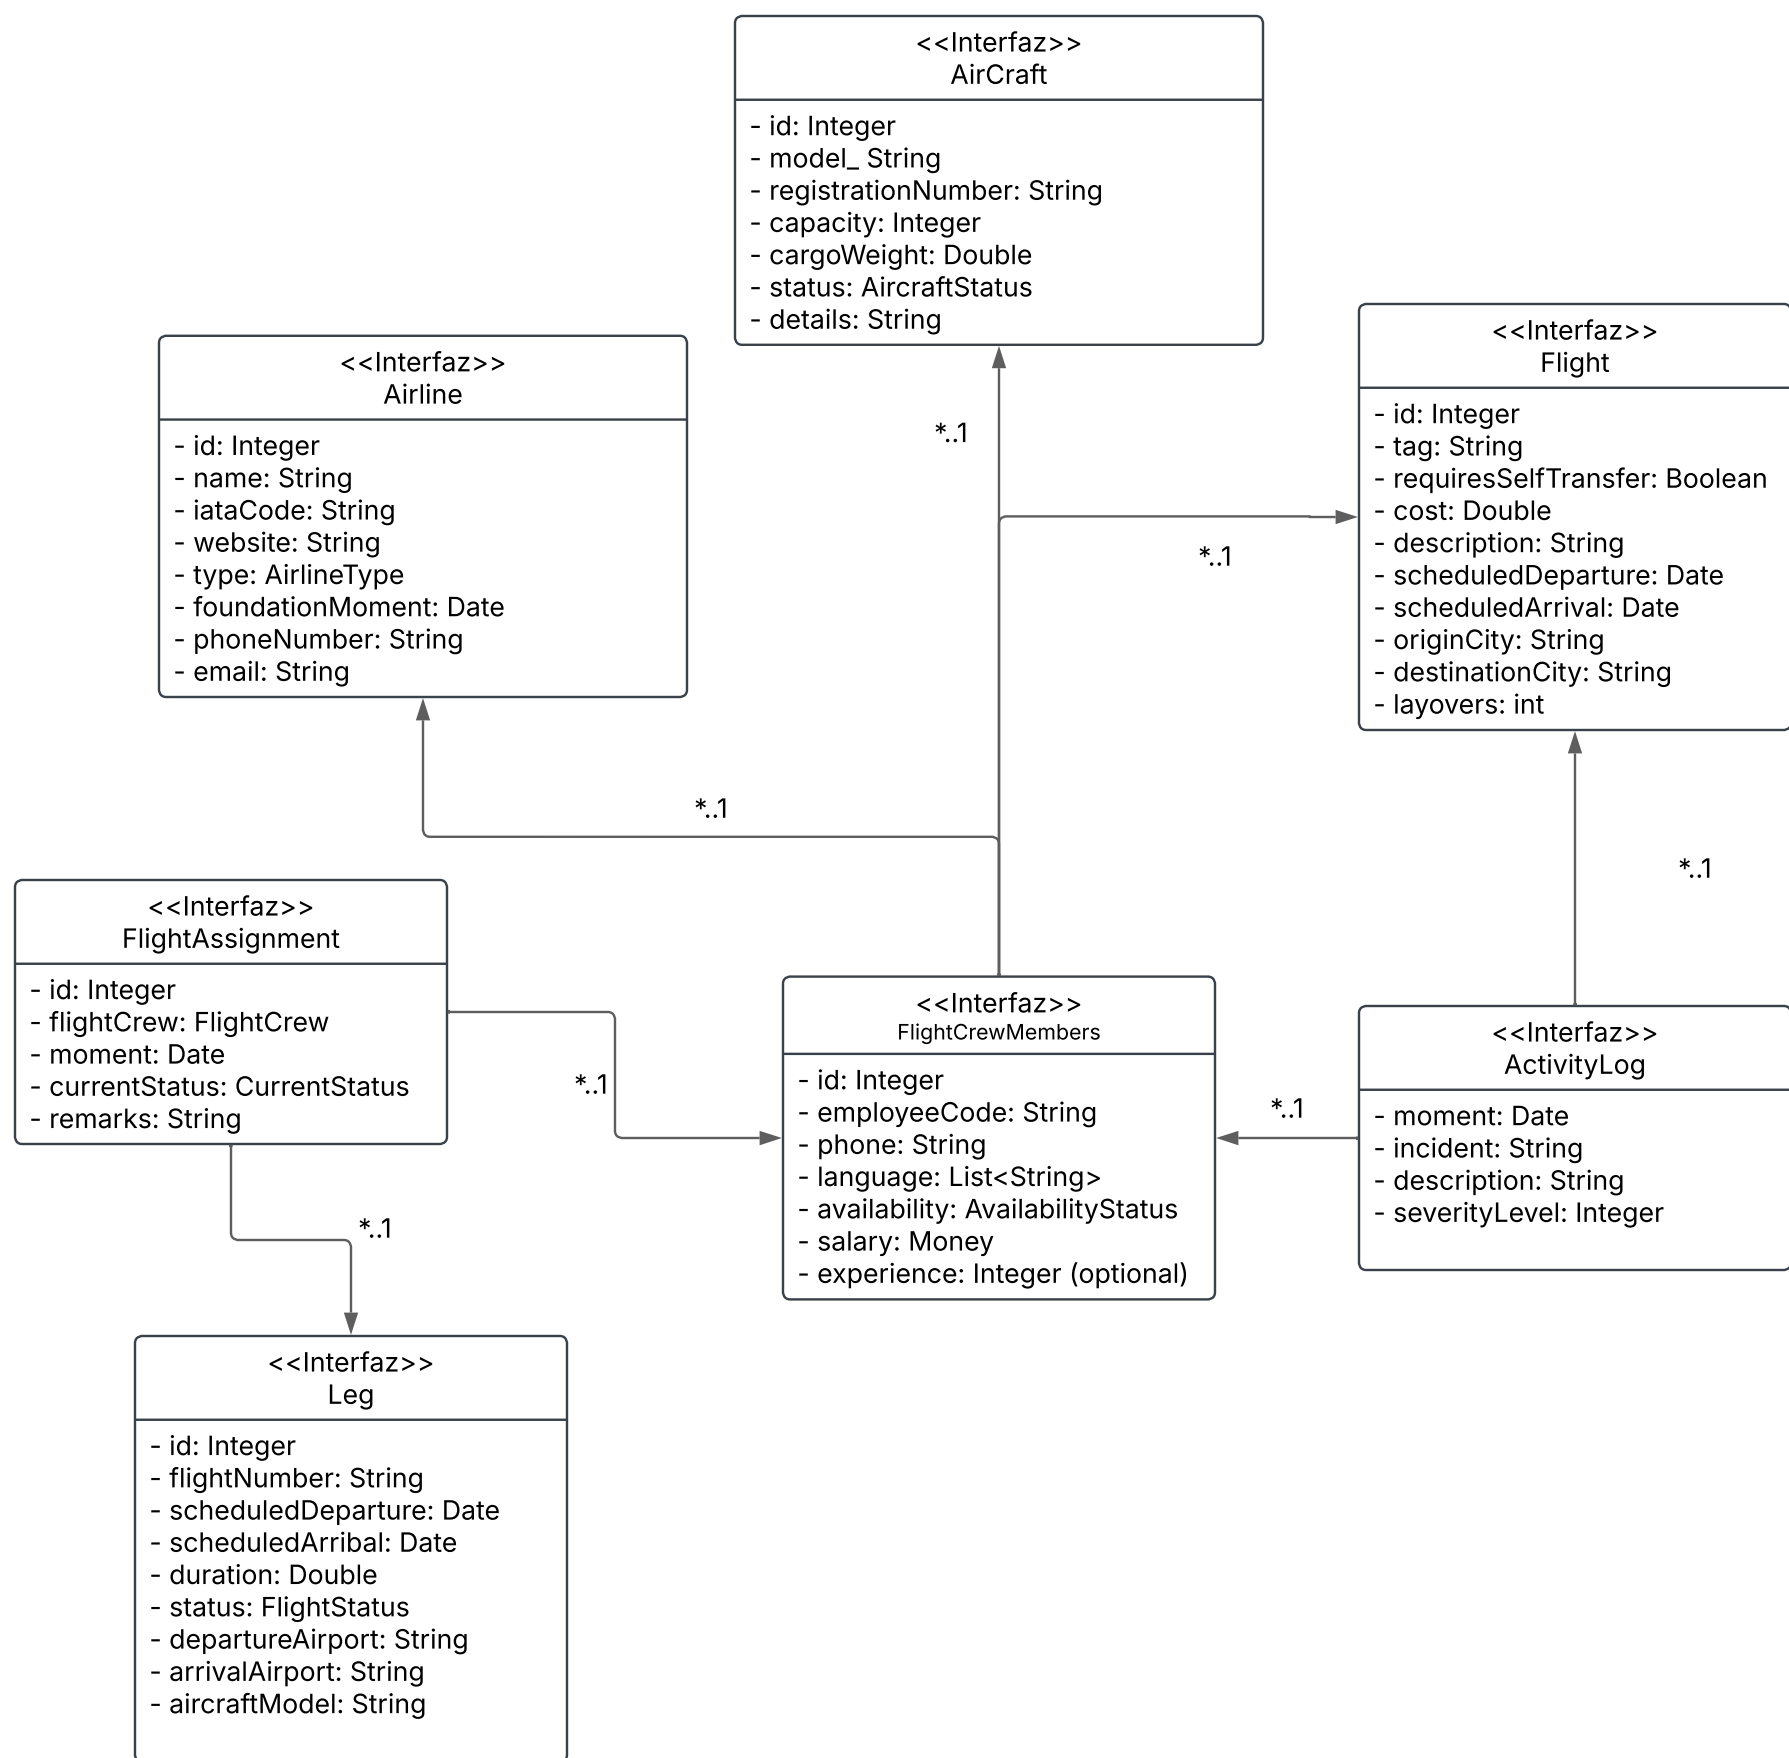 <<Interfaz>>
AirCraft
- id: Integer
- model_ String
- registrationNumber: String
- capacity: Integer
- cargoWeight: Double
- status: AircraftStatus
- details: String
<<Interfaz>>
Flight
- id: Integer
- tag: String
- requiresSelfTransfer: Boolean
- cost: Double
- description: String
- scheduledDeparture: Date
- scheduledArrival: Date
- originCity: String
- destinationCity: String
- layovers: int
<<Interfaz>>
Airline
- id: Integer
- name: String
- iataCode: String
- website: String
- type: AirlineType
- foundationMoment: Date
- phoneNumber: String
- email: String
*..1
*..1
*..1
*..1
<<Interfaz>>
FlightAssignment
- id: Integer
- flightCrew: FlightCrew
- moment: Date
- currentStatus: CurrentStatus
- remarks: String
*..1
<<Interfaz>>
FlightCrewMembers
- id: Integer
- employeeCode: String
- phone: String
- language: List<String>
- availability: AvailabilityStatus
- salary: Money
- experience: Integer (optional)
*..1
<<Interfaz>>
ActivityLog
- moment: Date
- incident: String
- description: String
- severityLevel: Integer
*..1
<<Interfaz>>
Leg
- id: Integer
- flightNumber: String
- scheduledDeparture: Date
- scheduledArribal: Date
- duration: Double
- status: FlightStatus
- departureAirport: String
- arrivalAirport: String
- aircraftModel: String